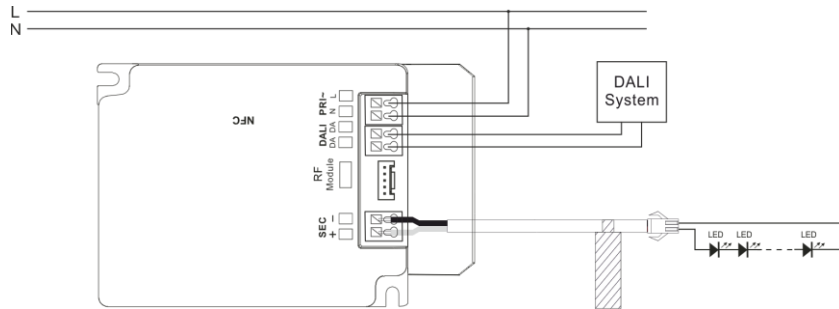 L
N
DALI
System
NFC
PRI~
L
N
DALI
DA
DA
RF
Module
SEC
−
+
LED
LED
LED